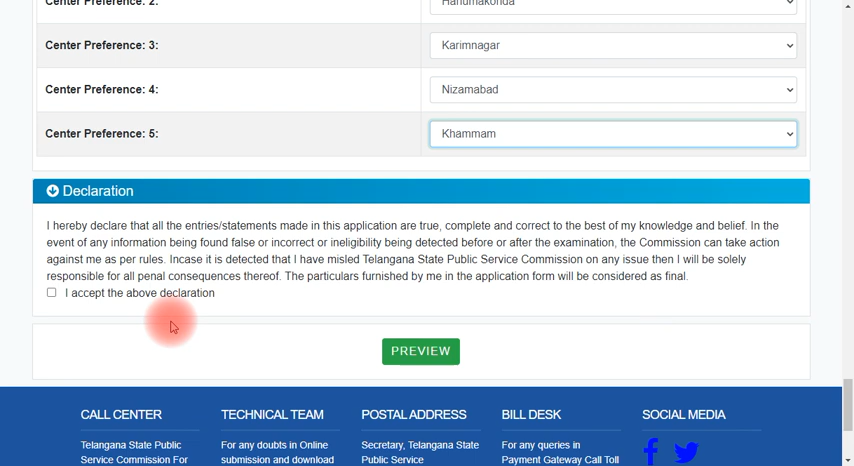 Center Preference: 2: Hanumakonda
Center Preference: 3: Karimnagar
Center Preference: 4: Nizamabad
Center Preference: 5: Khammam
Declaration
I hereby declare that all the entries/statements made in this application are true, complete and correct to the best of my knowledge and belief. In the
event of any information being found false or incorrect or ineligibility being detected before or after the examination, the Commission can take action
against me as per rules. Incase it is detected that I have misled Telangana State Public Service Commission on any issue then I will be solely
responsible for all penal consequences thereof. The particulars furnished by me in the application form will be considered as final.
I accept the above declaration
PREVIEW
CALL CENTER
Telangana State Public
Service Commission For
TECHNICAL TEAM
For any doubts in Online
submission and download
POSTAL ADDRESS
Secretary, Telangana State
Public Service
BILL DESK
For any queries in
Payment Gateway Call Toll
SOCIAL MEDIA